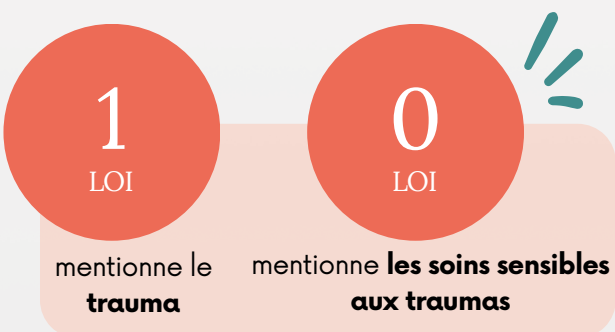 1
LOI
mentionne le
trauma
0
LOI
mentionne les soins sensibles
aux traumas